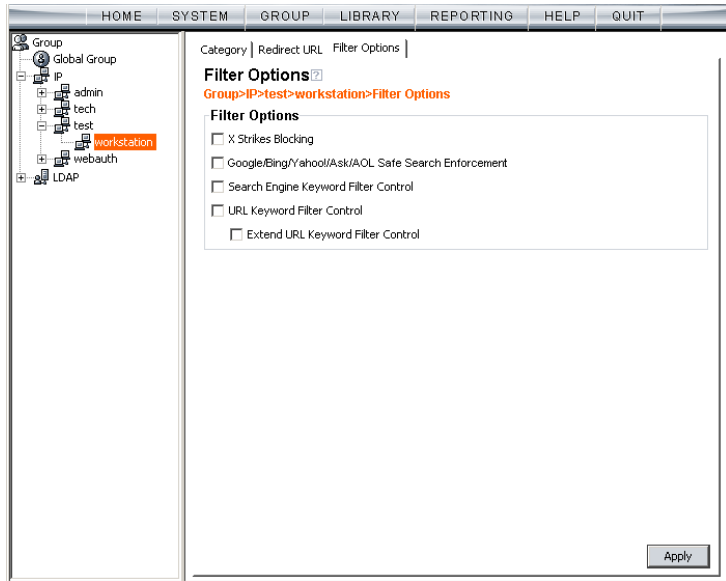 HOME SYSTEM GROUP LIBRARY REPORTING HELP QUIT
Group
Global Group
IP
admin
tech
test
workstation
webauth
LDAP
Category Redirect URL Filter Options
Filter Options?
Group>IP>test>workstation>Filter Options
Filter Options
X Strikes Blocking
Google/Bing/Yahoo!/Ask/AOL Safe Search Enforcement
Search Engine Keyword Filter Control
URL Keyword Filter Control
Extend URL Keyword Filter Control
Apply